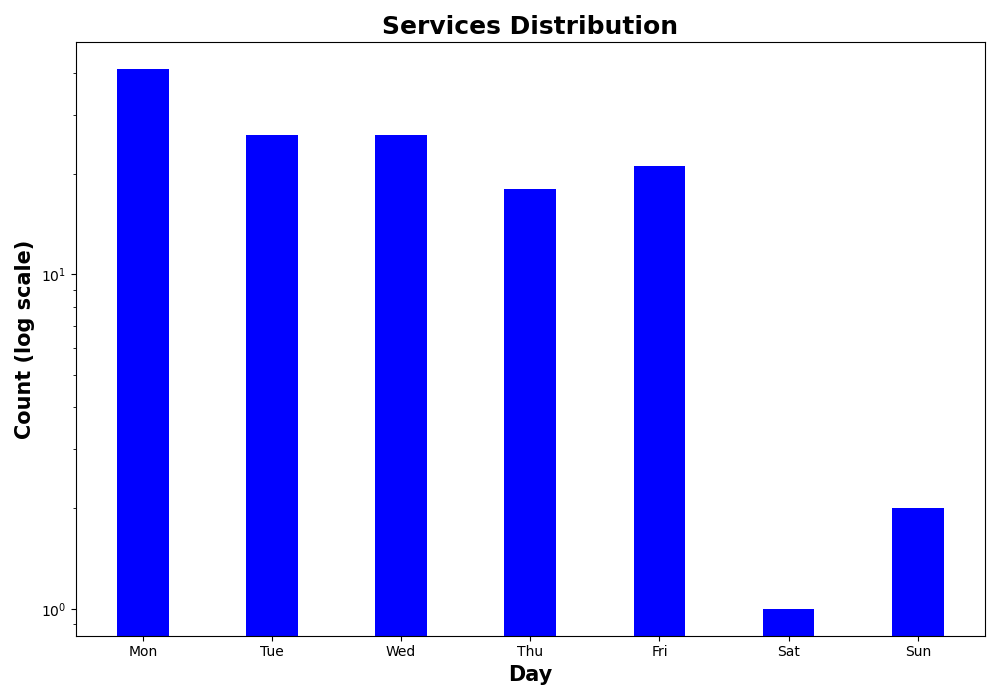 Services Distribution
Count (log scale)
10¹
10⁰
Mon Tue Wed Thu Fri Sat Sun
Day